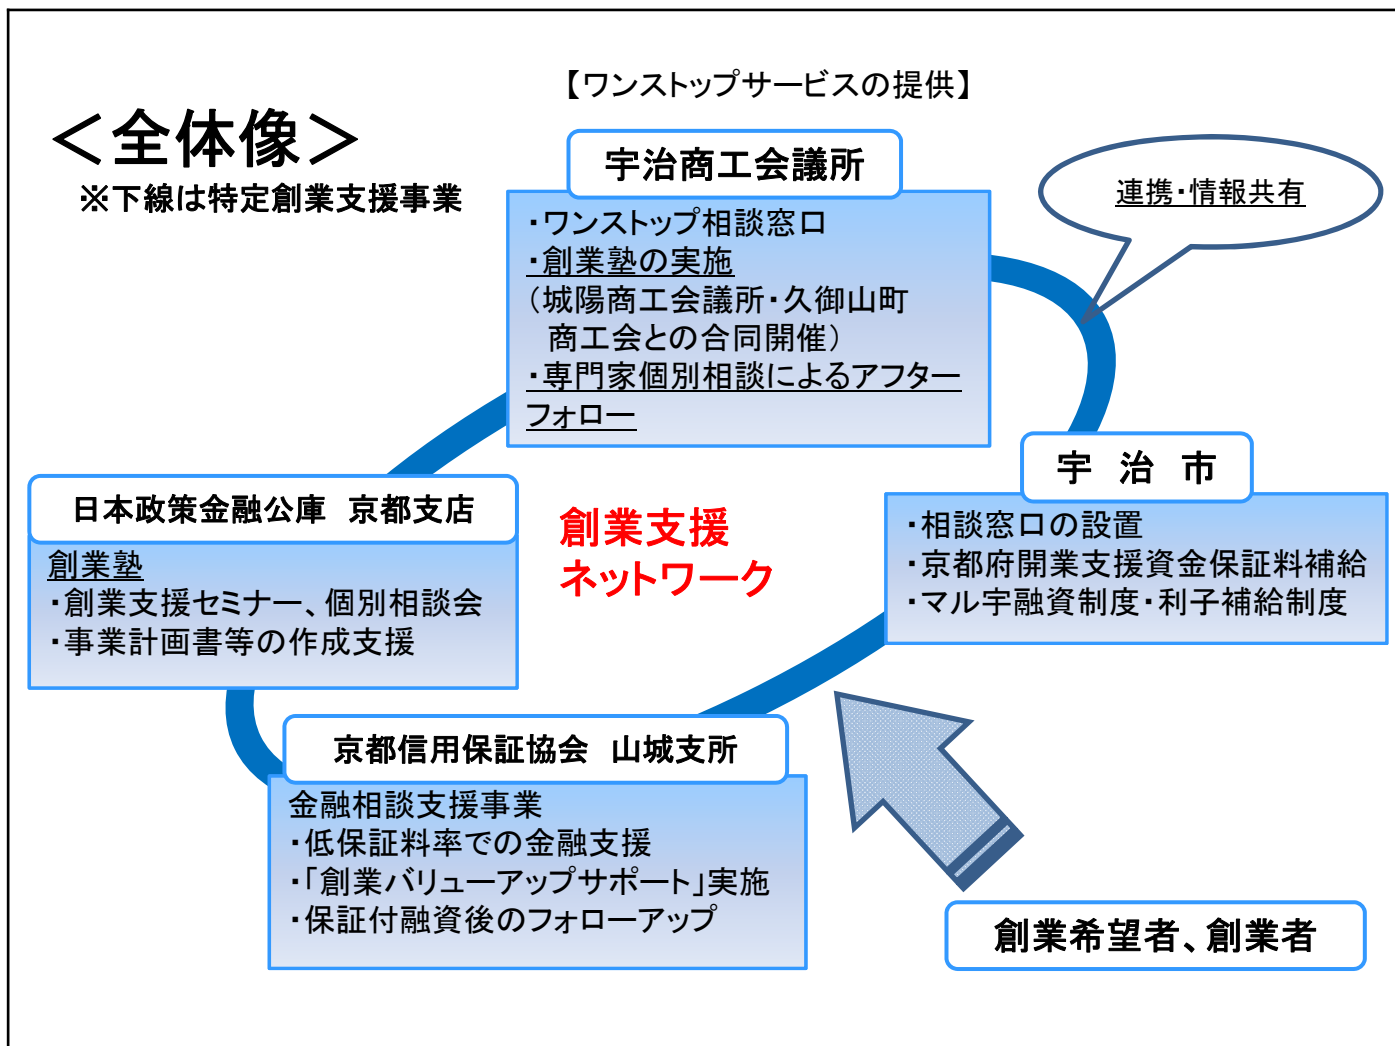 【ワンストップサービスの提供】
＜全体像＞
※下線は特定創業支援事業
宇治商工会議所
・ワンストップ相談窓口
・創業塾の実施
（城陽商工会議所・久御山町
商工会との合同開催）
・専門家個別相談によるアフター
フォロー
連携・情報共有
宇　治　市
・相談窓口の設置
・京都府開業支援資金保証料補給
・マル宇融資制度・利子補給制度
日本政策金融公庫　京都支店
創業塾
・創業支援セミナー、個別相談会
・事業計画書等の作成支援
創業支援
ネットワーク
京都信用保証協会　山城支所
金融相談支援事業
・低保証料率での金融支援
・「創業バリューアップサポート」実施
・保証付融資後のフォローアップ
創業希望者、創業者